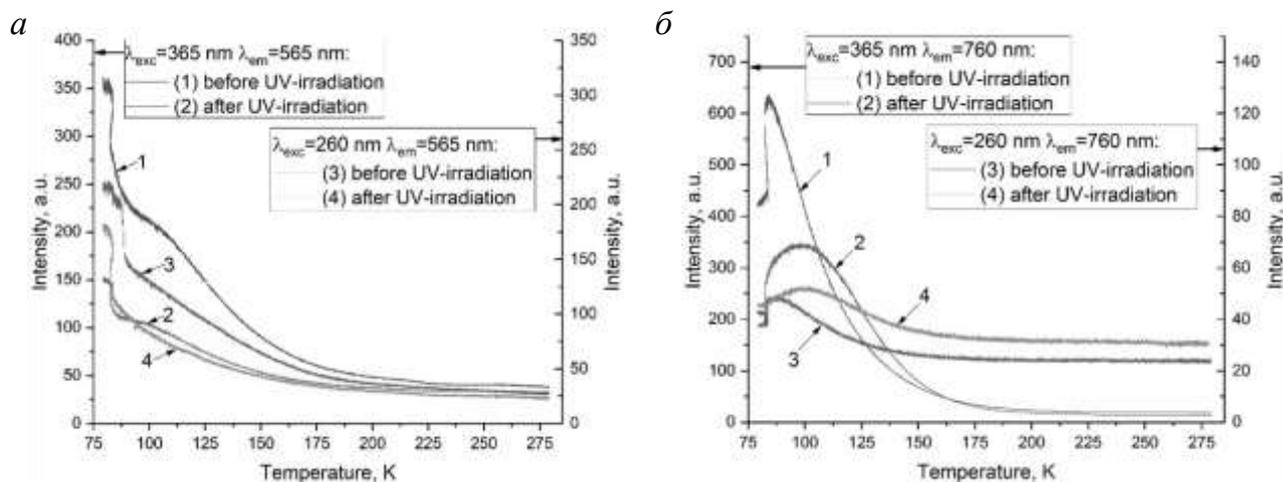 а
λexc=365 nm λem=565 nm:
(1) before UV-irradiation
(2) after UV-irradiation
λexc=260 nm λem=565 nm:
(3) before UV-irradiation
(4) after UV-irradiation
400
350
300
250
200
150
100
50
0
350
300
250
200
150
100
50
0
Intensity, a.u.
Intensity, a.u.
1
3
2
4
75 100 125 150 175 200 225 250 275
Temperature, K
б
λexc=365 nm λem=760 nm:
(1) before UV-irradiation
(2) after UV-irradiation
λexc=260 nm λem=760 nm:
(3) before UV-irradiation
(4) after UV-irradiation
700
600
500
400
300
200
100
0
140
120
100
80
60
40
20
0
Intensity, a.u.
Intensity, a.u.
1
2
4
3
75 100 125 150 175 200 225 250 275
Temperature, K